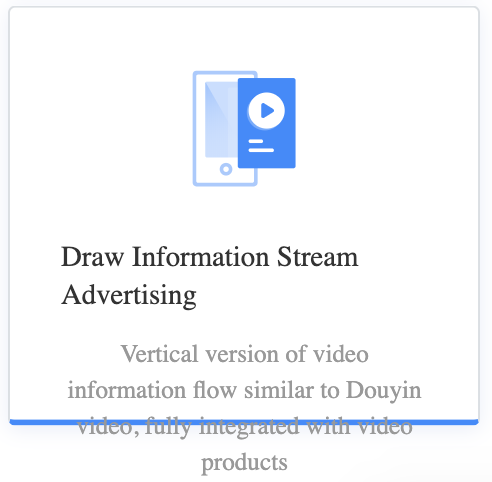 Draw Information Stream
Advertising
Vertical version of video
information flow similar to Douyin
video, fully integrated with video
products